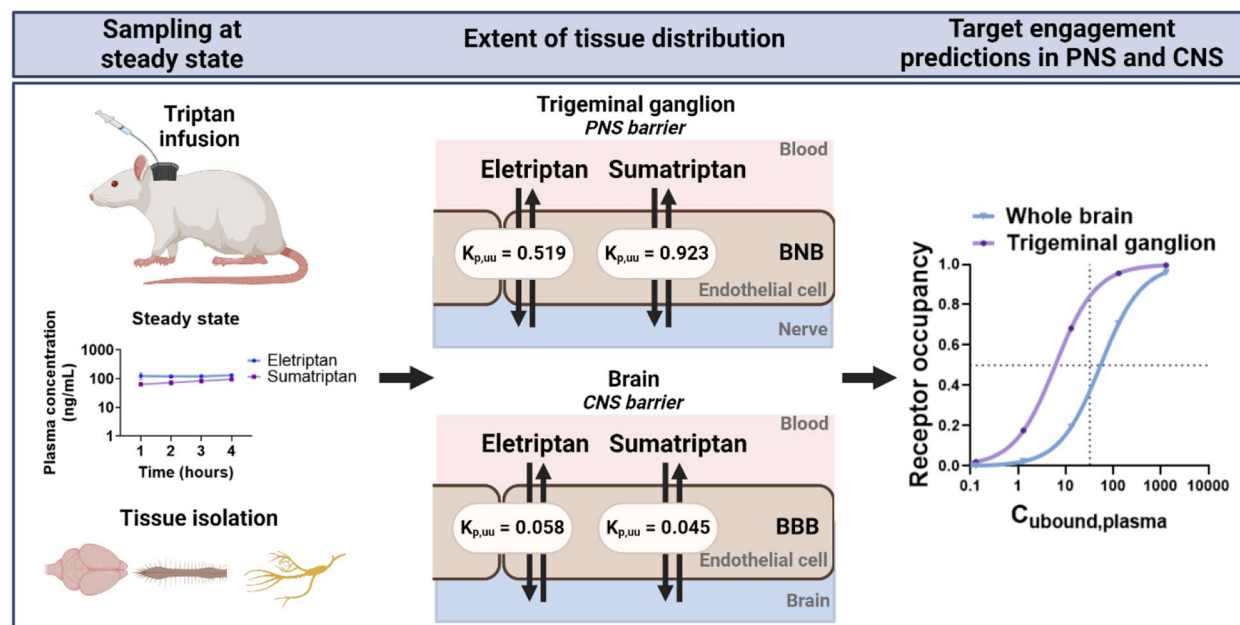 Sampling at
steady state
Extent of tissue distribution
Target engagement
predictions in PNS and CNS
Triptan
infusion
Steady state
Plasma concentration
(ng/mL)
1000
100
10
1
1 2 3 4
Time (hours)
Eletriptan
Sumatriptan
Tissue isolation
Trigeminal ganglion
PNS barrier
Blood
Eletriptan Sumatriptan
Kp,uu = 0.519 Kp,uu = 0.923 BNB
Endothelial cell
Nerve
Brain
CNS barrier
Blood
Eletriptan Sumatriptan
Kp,uu = 0.058 Kp,uu = 0.045 BBB
Endothelial cell
Brain
Whole brain
Trigeminal ganglion
Receptor occupancy
1.0
0.8
0.6
0.4
0.2
0.0
0.1 1 10 100 1000 10000
Cubound,plasma